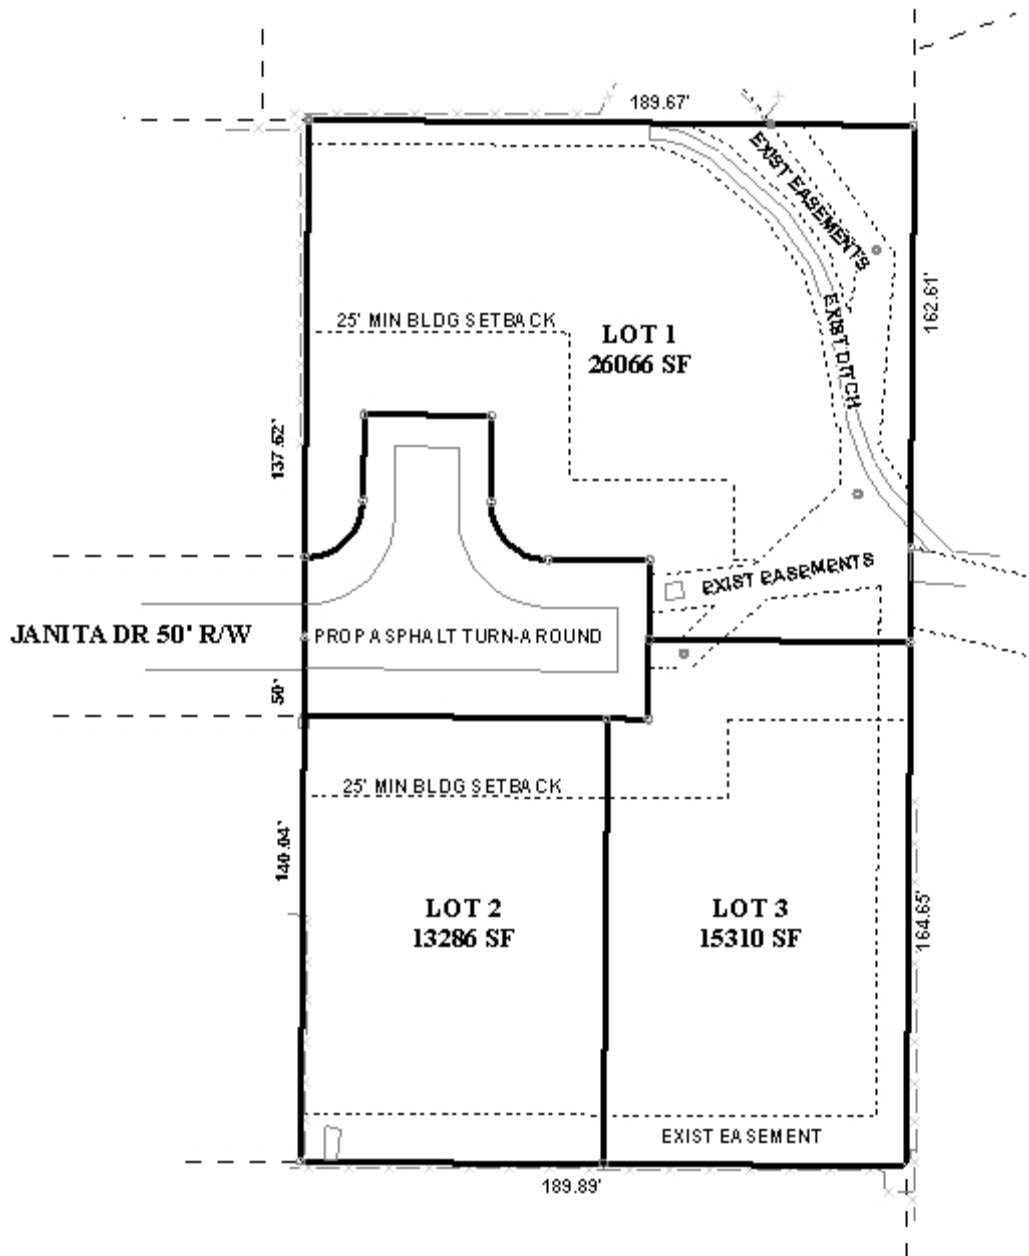 189.67'
EXIST EASEMENTS
162.61'
25' MIN BLDG SETBACK
LOT 1
26066 SF
EXIST DITCH
137.62'
EXIST EASEMENTS
JANITA DR 50' R/W
PROP ASPHALT TURN-AROUND
50'
25' MIN BLDG SETBACK
140.04'
LOT 2
13286 SF
LOT 3
15310 SF
164.65'
EXIST EASEMENT
189.89'